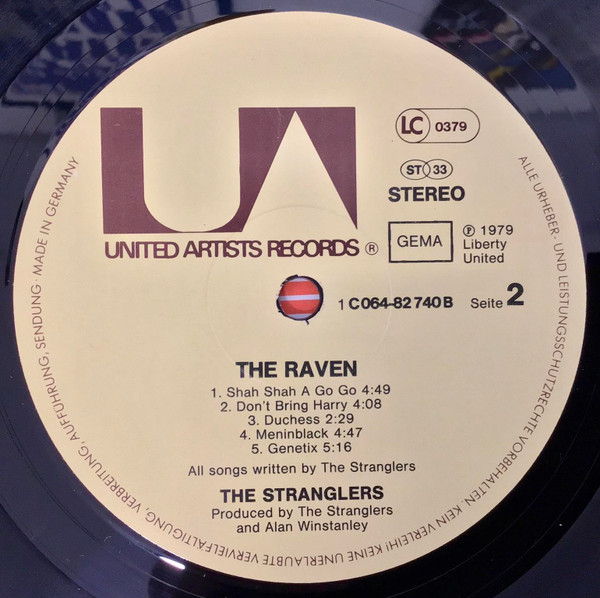 UA
UNITED ARTISTS RECORDS ®
LC 0379
ST 33
STEREO
GEMA
℗ 1979
Liberty
United
1C 064-82 740 B
Seite 2
THE RAVEN
1. Shah Shah A Go Go 4:49
2. Don't Bring Harry 4:08
3. Duchess 2:29
4. Meninblack 4:47
5. Genetix 5:16
All songs written by The Stranglers
THE STRANGLERS
Produced by The Stranglers
and Alan Winstanley
ALLE URHEBER- UND LEISTUNGSSCHUTZRECHTE VORBEHALTEN. KEIN VERLEIH! KEINE UNERLAUBTE VERVIELFÄLTIGUNG, VERBREITUNG, AUFFÜHRUNG, SENDUNG · MADE IN GERMANY